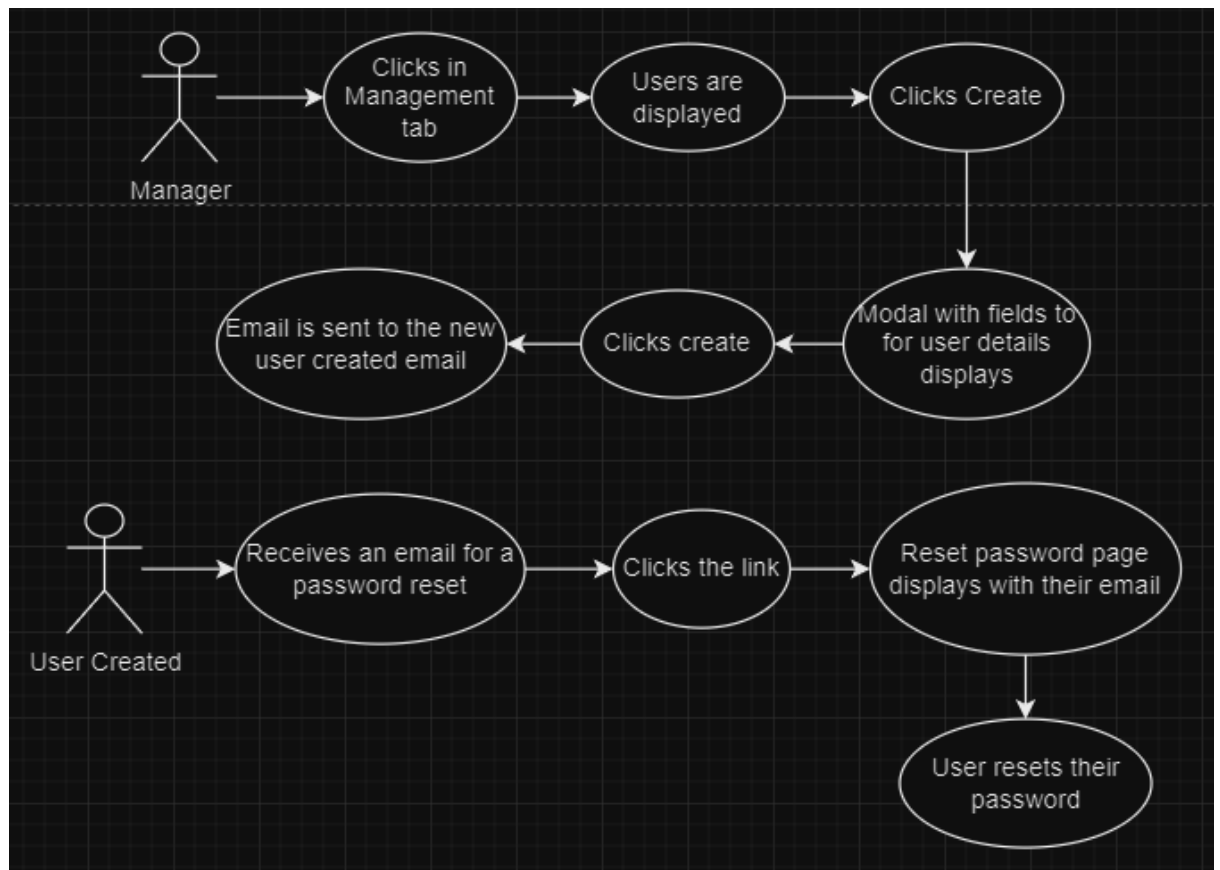 Clicks in
Management
tab
Users are
displayed
Clicks Create
Manager
Email is sent to the new
user created email
Clicks create
Modal with fields to
for user details
displays
Receives an email for a
password reset
Clicks the link
Reset password page
displays with their email
User Created
User resets their
password